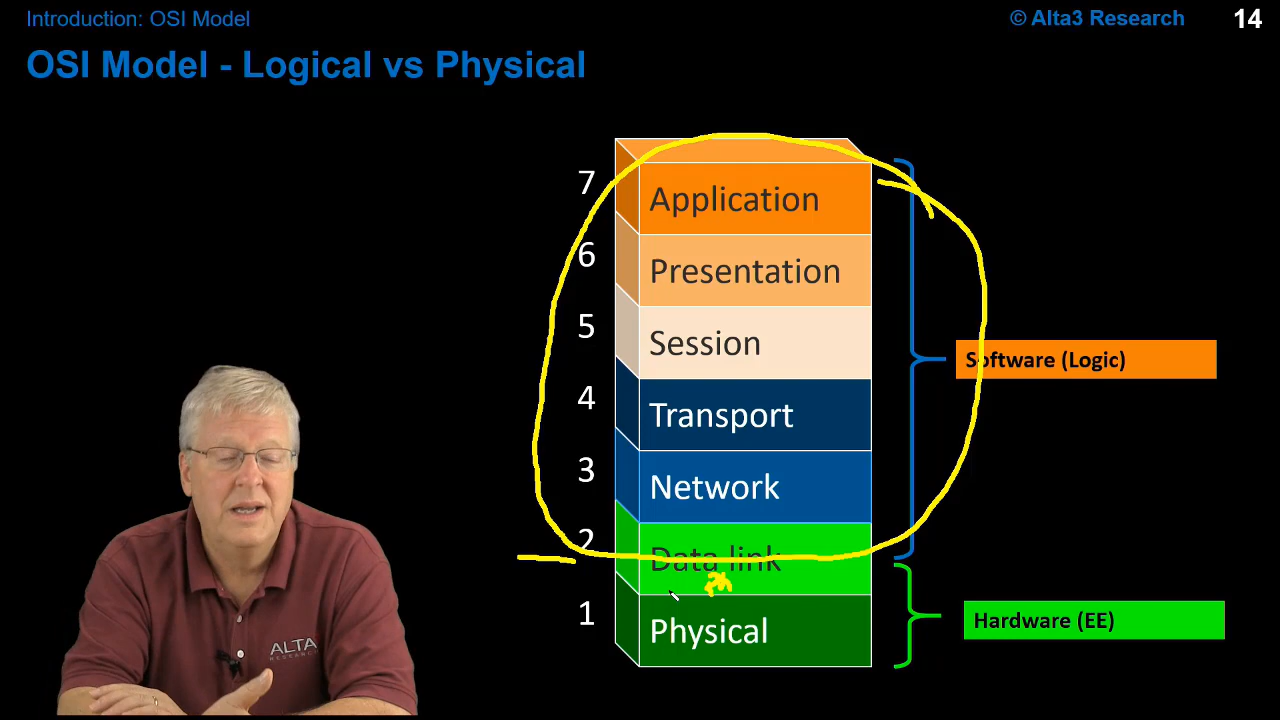 Introduction: OSI Model
© Alta3 Research
14
OSI Model - Logical vs Physical
7
Application
6
Presentation
5
Session
Software (Logic)
4
Transport
3
Network
2
Data link
1
Physical
Hardware (EE)
ALTA
RESEARCH